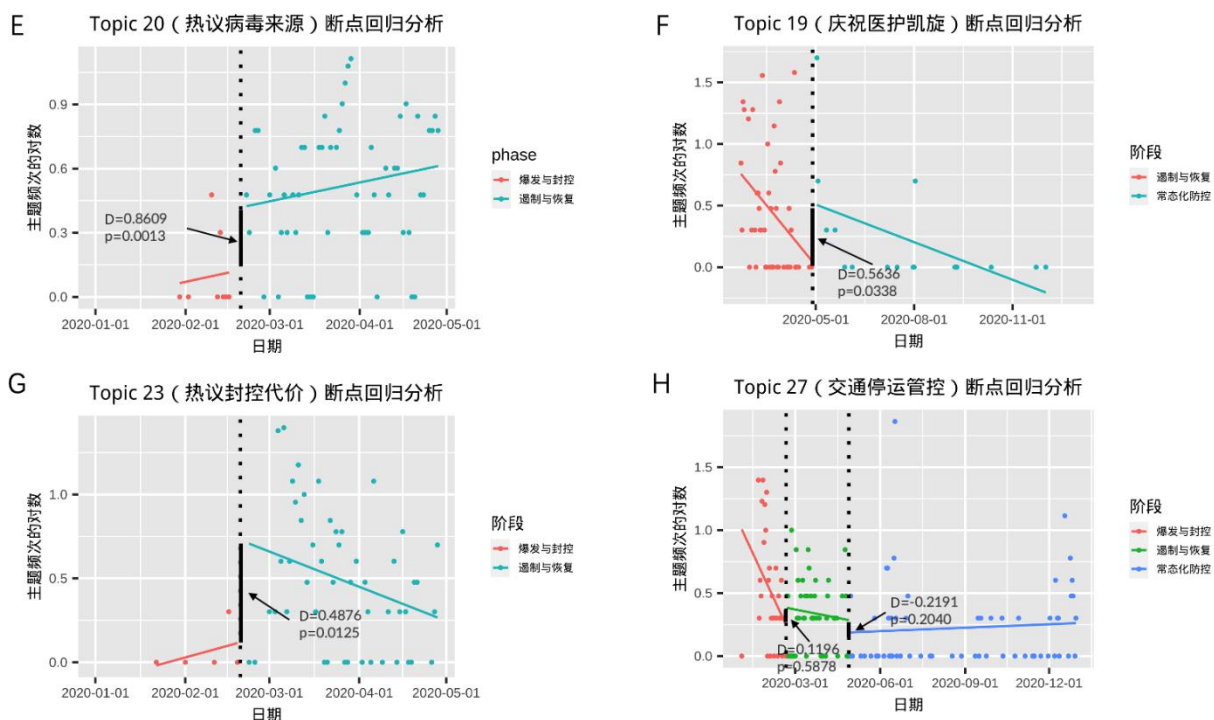 E
Topic 20（热议病毒来源）断点回归分析
主题频次的对数
0.9
0.6
0.3
0.0
D=0.8609
p=0.0013
2020-01-01 2020-02-01 2020-03-01 2020-04-01 2020-05-01
日期
phase
爆发与封控
遏制与恢复
F
Topic 19（庆祝医护凯旋）断点回归分析
主题频次的对数
1.5
1.0
0.5
0.0
D=0.5636
p=0.0338
2020-05-01 2020-08-01 2020-11-01
日期
阶段
遏制与恢复
常态化防控
G
Topic 23（热议封控代价）断点回归分析
主题频次的对数
1.0
0.5
0.0
D=0.4876
p=0.0125
2020-01-01 2020-02-01 2020-03-01 2020-04-01 2020-05-01
日期
阶段
爆发与封控
遏制与恢复
H
Topic 27（交通停运管控）断点回归分析
主题频次的对数
1.5
1.0
0.5
0.0
D=-0.2191
p=0.2040
D=0.1196
p=0.5878
2020-03-01 2020-06-01 2020-09-01 2020-12-01
日期
阶段
爆发与封控
遏制与恢复
常态化防控